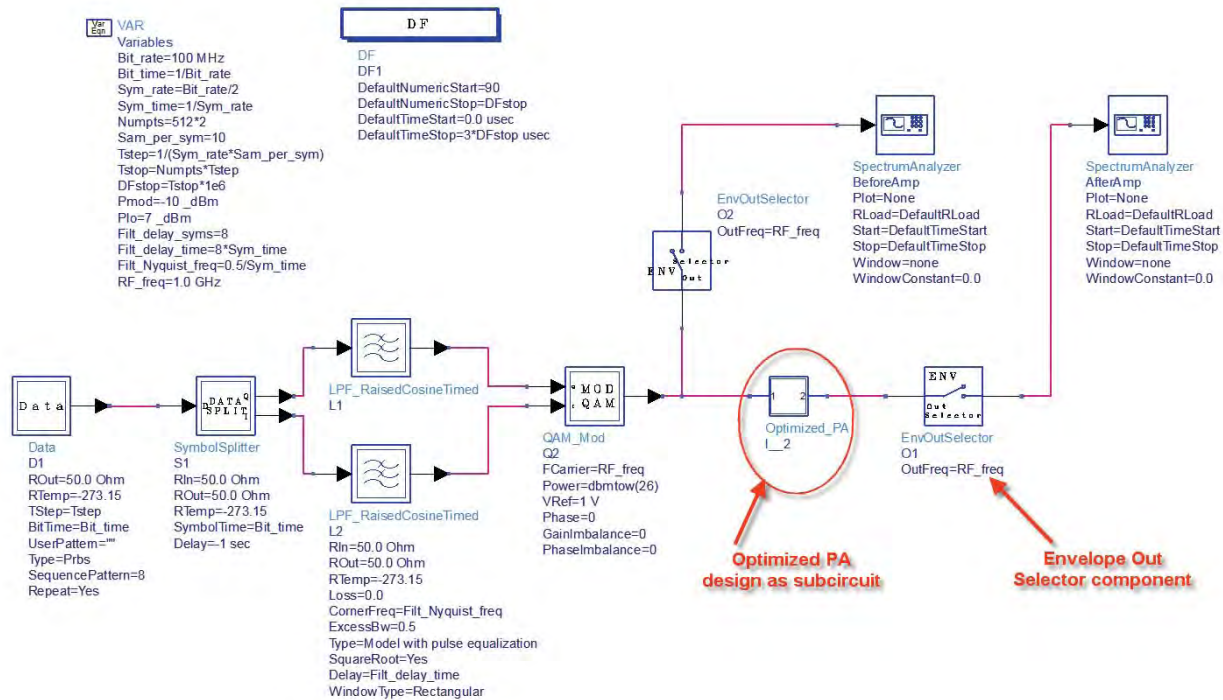 Var
Eqn
VAR
Variables
Bit_rate=100 MHz
Bit_time=1/Bit_rate
Sym_rate=Bit_rate/2
Sym_time=1/Sym_rate
Numpts=512*2
Sam_per_sym=10
Tstep=1/(Sym_rate*Sam_per_sym)
Tstop=Numpts*Tstep
DFstop=Tstop*1e6
Pmod=-10 _dBm
Plo=7 _dBm
Filt_delay_syms=8
Filt_delay_time=8*Sym_time
Filt_Nyquist_freq=0.5/Sym_time
RF_freq=1.0 GHz
DF
DF
DF1
DefaultNumericStart=90
DefaultNumericStop=DFstop
DefaultTimeStart=0.0 usec
DefaultTimeStop=3*DFstop usec
EnvOutSelector
O2
OutFreq=RF_freq
Selector
ENV Out
SpectrumAnalyzer
BeforeAmp
Plot=None
RLoad=DefaultRLoad
Start=DefaultTimeStart
Stop=DefaultTimeStop
Window=none
WindowConstant=0.0
SpectrumAnalyzer
AfterAmp
Plot=None
RLoad=DefaultRLoad
Start=DefaultTimeStart
Stop=DefaultTimeStop
Window=none
WindowConstant=0.0
Data
Data
D1
ROut=50.0 Ohm
RTemp=-273.15
TStep=Tstep
BitTime=Bit_time
UserPattern=""
Type=Prbs
SequencePattern=8
Repeat=Yes
DATA Q
D SPLIT I
SymbolSplitter
S1
RIn=50.0 Ohm
ROut=50.0 Ohm
RTemp=-273.15
SymbolTime=Bit_time
Delay=-1 sec
LPF_RaisedCosineTimed
L1
LPF_RaisedCosineTimed
L2
RIn=50.0 Ohm
ROut=50.0 Ohm
RTemp=-273.15
Loss=0.0
CornerFreq=Filt_Nyquist_freq
ExcessBw=0.5
Type=Model with pulse equalization
SquareRoot=Yes
Delay=Filt_delay_time
WindowType=Rectangular
MOD
QAM
QAM_Mod
Q2
FCarrier=RF_freq
Power=dbmtow(26)
VRef=1 V
Phase=0
GainImbalance=0
PhaseImbalance=0
1 2
Optimized_PA
I__2
ENV
Out
Selector
EnvOutSelector
O1
OutFreq=RF_freq
Optimized PA
design as subcircuit
Envelope Out
Selector component